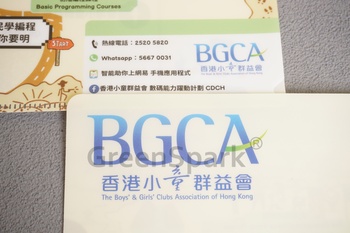 Basic Programming Courses
是學編程
你要明
START
熱線電話：2520 5820
Whatsapp：5667 0031
智能助你上網易 手機應用程式
香港小童群益會 數碼能力躍動計劃 CDCH
BGCA
香港小童群益會
BGCA®
GreenSpark
香港小童群益會
The Boys' & Girls' Clubs Association of Hong Kong